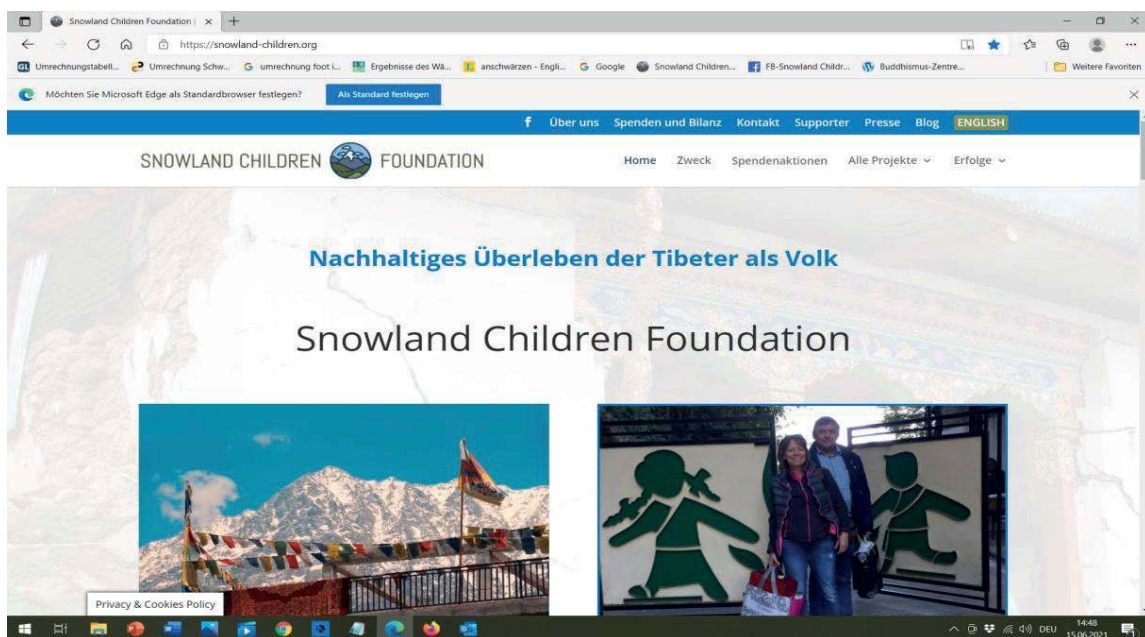 Snowland Children Foundation |
https://snowland-children.org
Umrechnungstabell... Umrechnung Schw... umrechnung foot i... Ergebnisse des Wa... anschwärzen - Engli... Google Snowland Children... FB-Snowland Childr... Buddhismus-Zentre... Weitere Favoriten
Möchten Sie Microsoft Edge als Standardbrowser festlegen? Als Standard festlegen
f Über uns Spenden und Bilanz Kontakt Supporter Presse Blog ENGLISH
SNOWLAND CHILDREN FOUNDATION Home Zweck Spendenaktionen Alle Projekte Erfolge
Nachhaltiges Überleben der Tibeter als Volk
Snowland Children Foundation
Privacy & Cookies Policy
DEU 14:48
15.06.2021